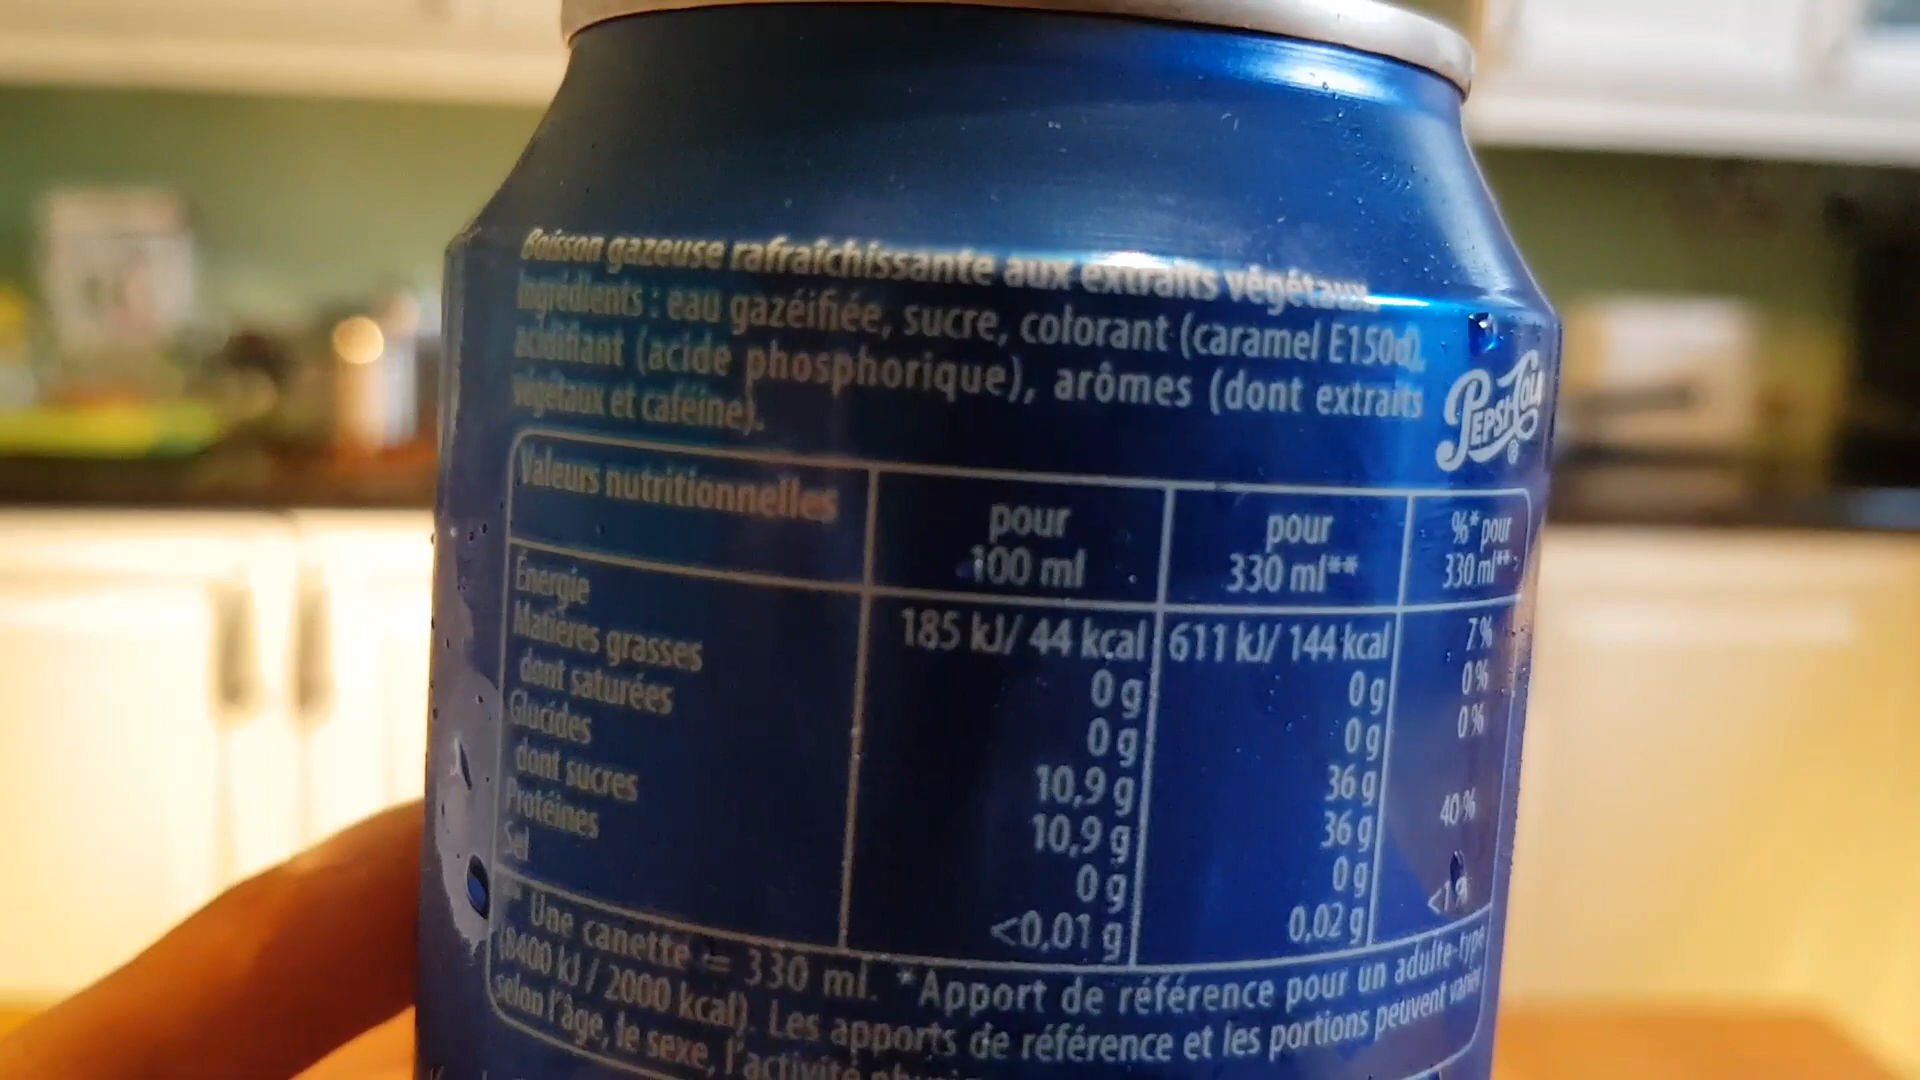 Boisson gazeuse rafraîchissante aux extraits végétaux.
Ingrédients : eau gazéifiée, sucre, colorant (caramel E150d),
acidifiant (acide phosphorique), arômes (dont extraits
végétaux et caféine).
PEPSI-COLA
Valeurs nutritionnelles pour 100 ml pour 330 ml** %* pour 330 ml**
Énergie 185 kJ/ 44 kcal 611 kJ/ 144 kcal 7%
Matières grasses 0 g 0 g 0%
dont saturées 0 g 0 g 0%
Glucides 10,9 g 36 g
dont sucres 10,9 g 36 g 40%
Protéines 0 g 0 g
Sel <0,01 g 0,02 g <1%
** Une canette = 330 ml. *Apport de référence pour un adulte-type
(8400 kJ / 2000 kcal). Les apports de référence et les portions peuvent varier
selon l'âge, le sexe, l'activité